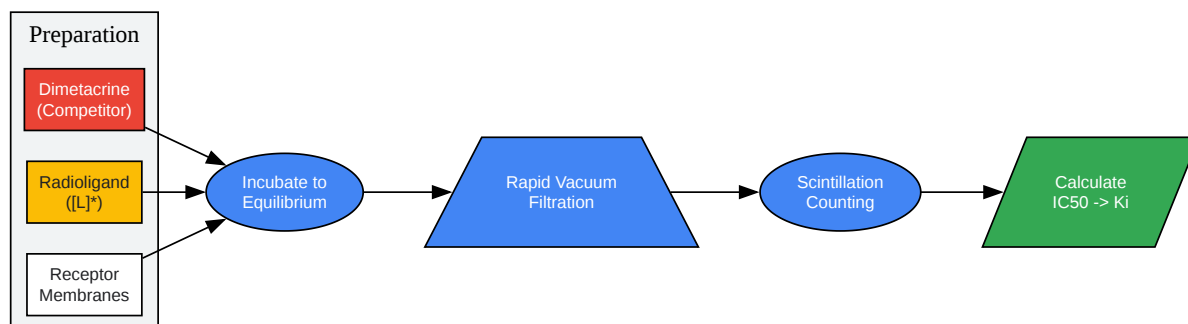 Preparation
Dimetacrine
(Competitor)
Radioligand
([L]*)
Receptor
Membranes
Incubate to
Equilibrium
Rapid Vacuum
Filtration
Scintillation
Counting
Calculate
IC50 -> Ki